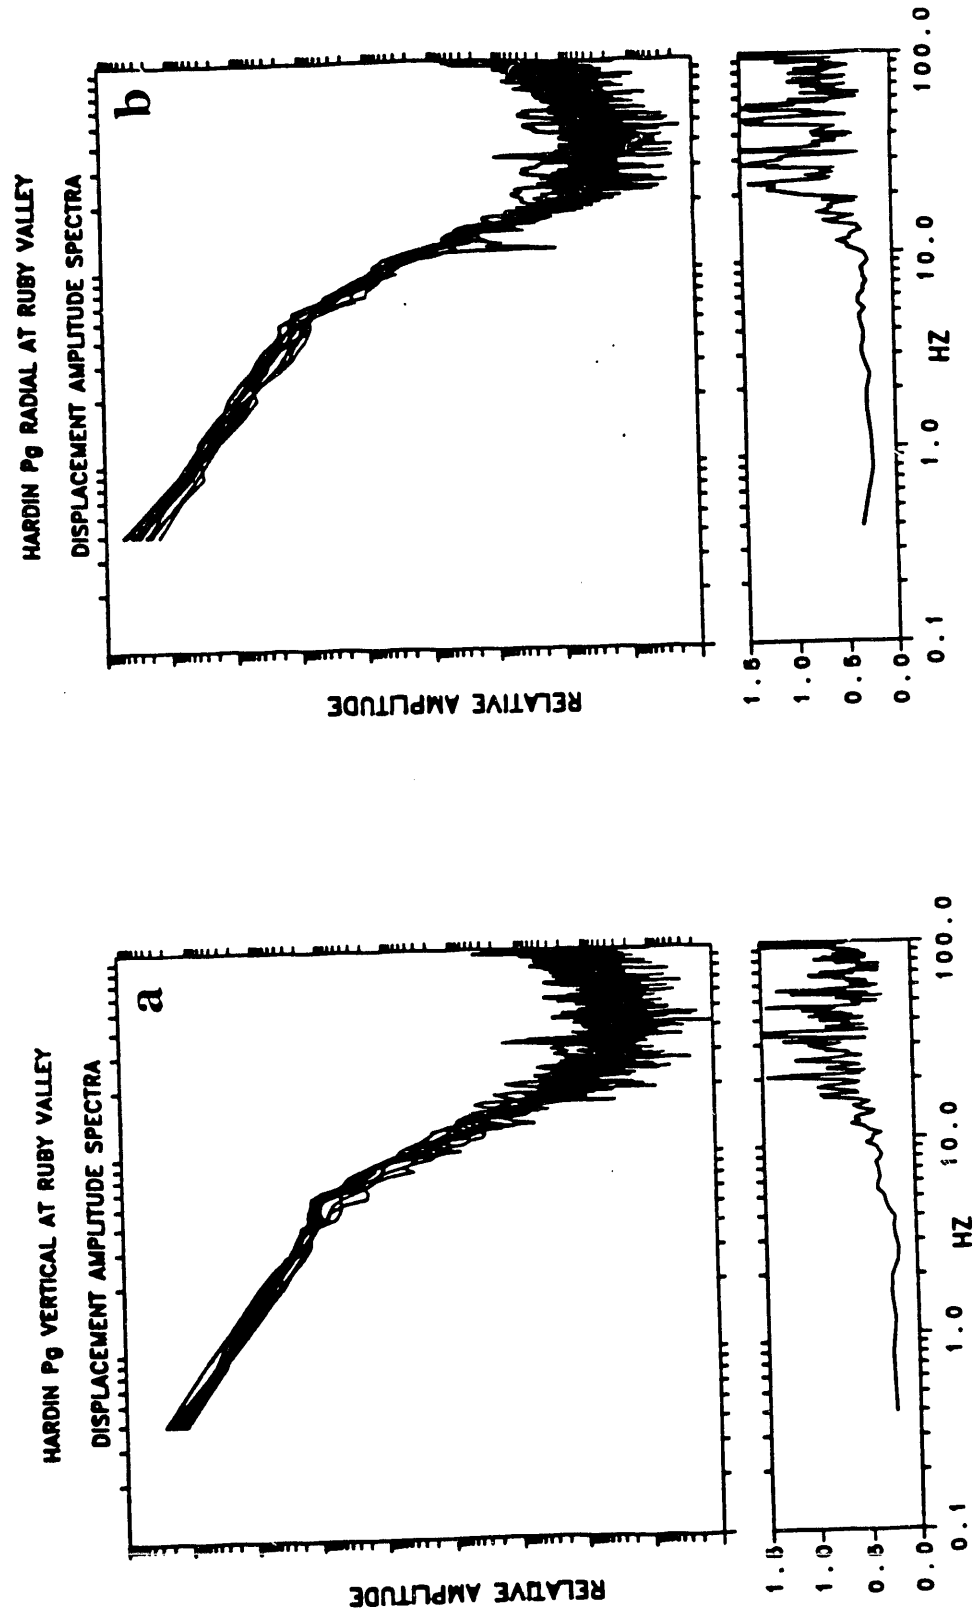 HARDIN Pg VERTICAL AT RUBY VALLEY
DISPLACEMENT AMPLITUDE SPECTRA
a
RELATIVE AMPLITUDE
1.5
1.0
0.5
0.0
0.1
1.0
10.0
100.0
HZ
HARDIN Pg RADIAL AT RUBY VALLEY
DISPLACEMENT AMPLITUDE SPECTRA
b
RELATIVE AMPLITUDE
1.5
1.0
0.5
0.0
0.1
1.0
10.0
100.0
HZ